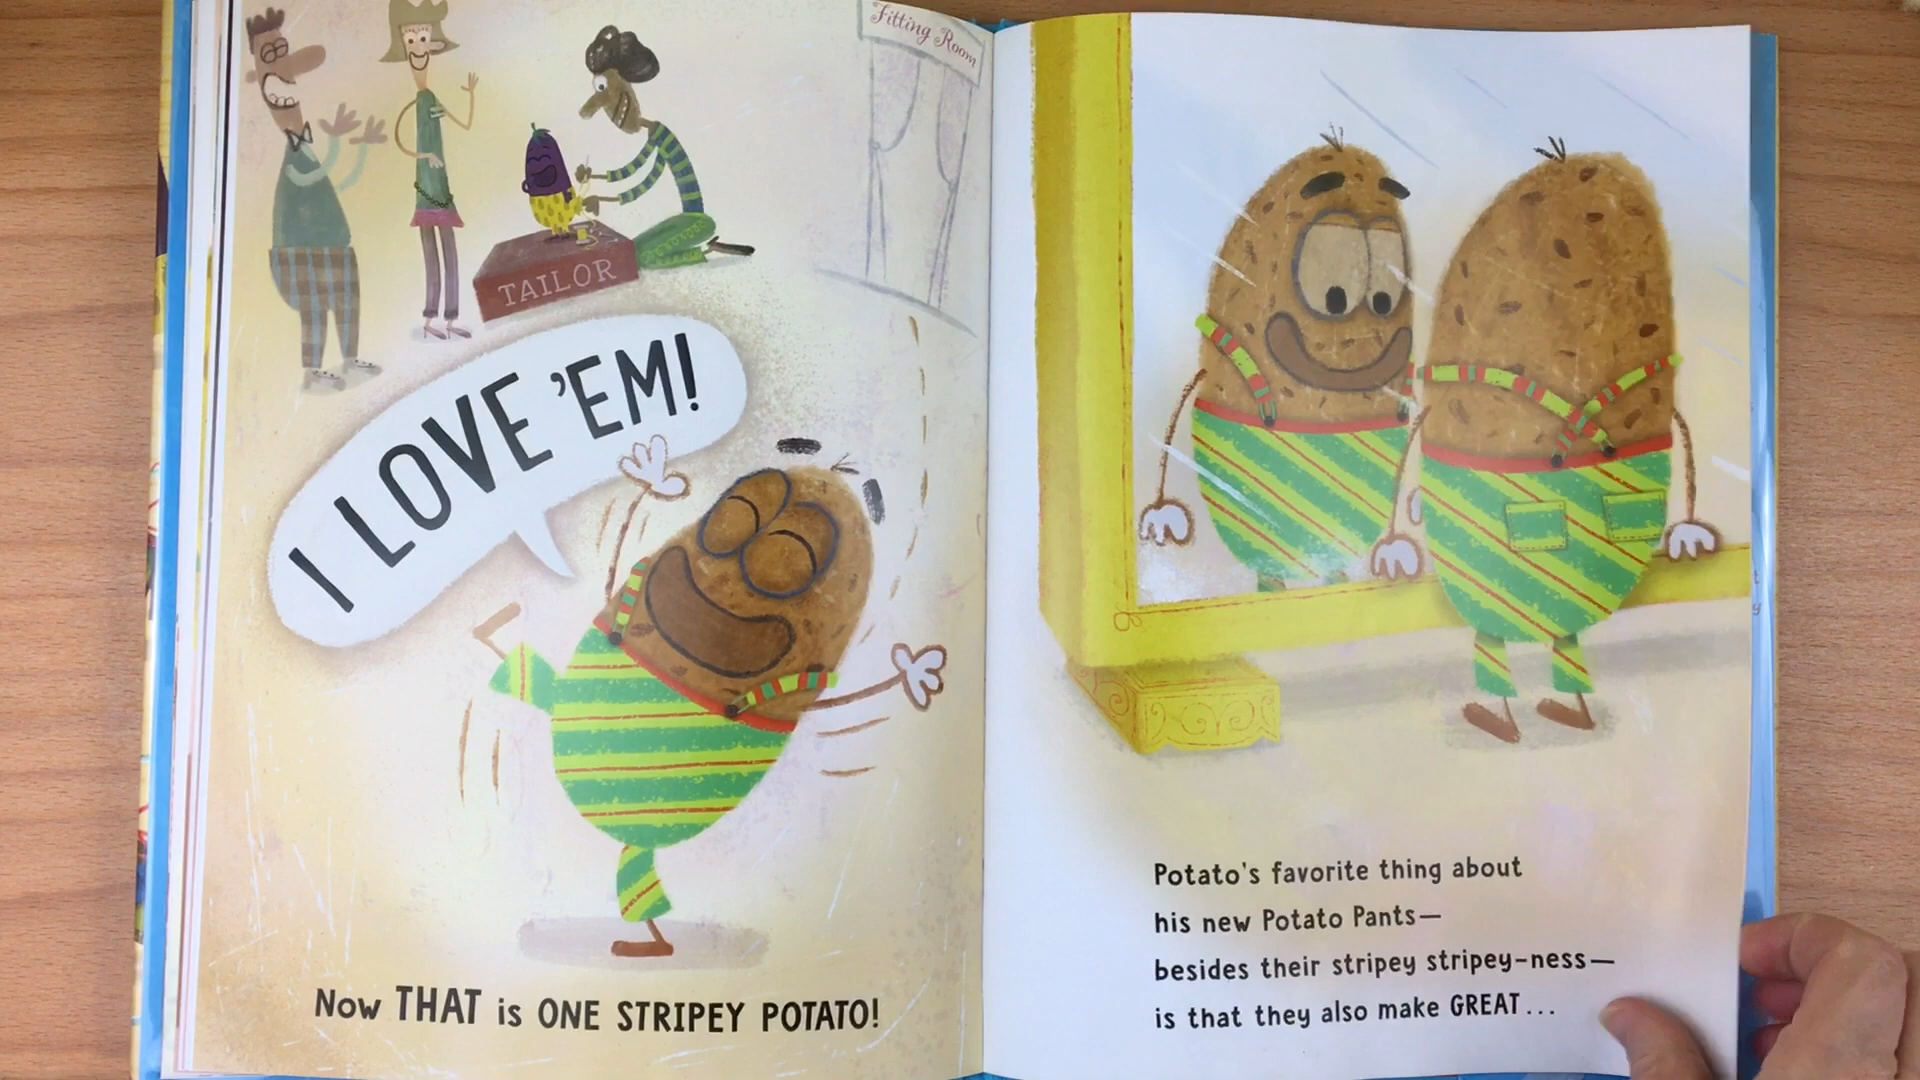 Fitting Room
TAILOR
I LOVE 'EM!
Now THAT is ONE STRIPEY POTATO!
Potato's favorite thing about
his new Potato Pants—
besides their stripey stripey-ness—
is that they also make GREAT...